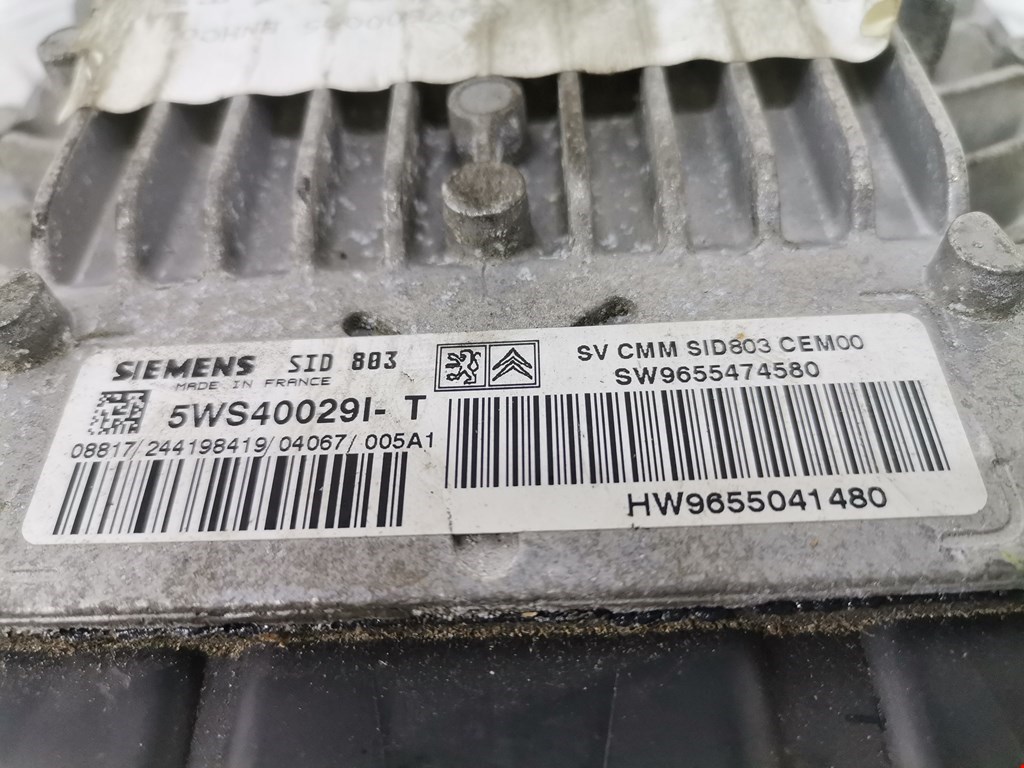 SIEMENS SID 803
MADE IN FRANCE
5WS40029I- T
08817/244198419/04067/005A1
SV CMM SID803 CEM00
SW9655474580
HW9655041480